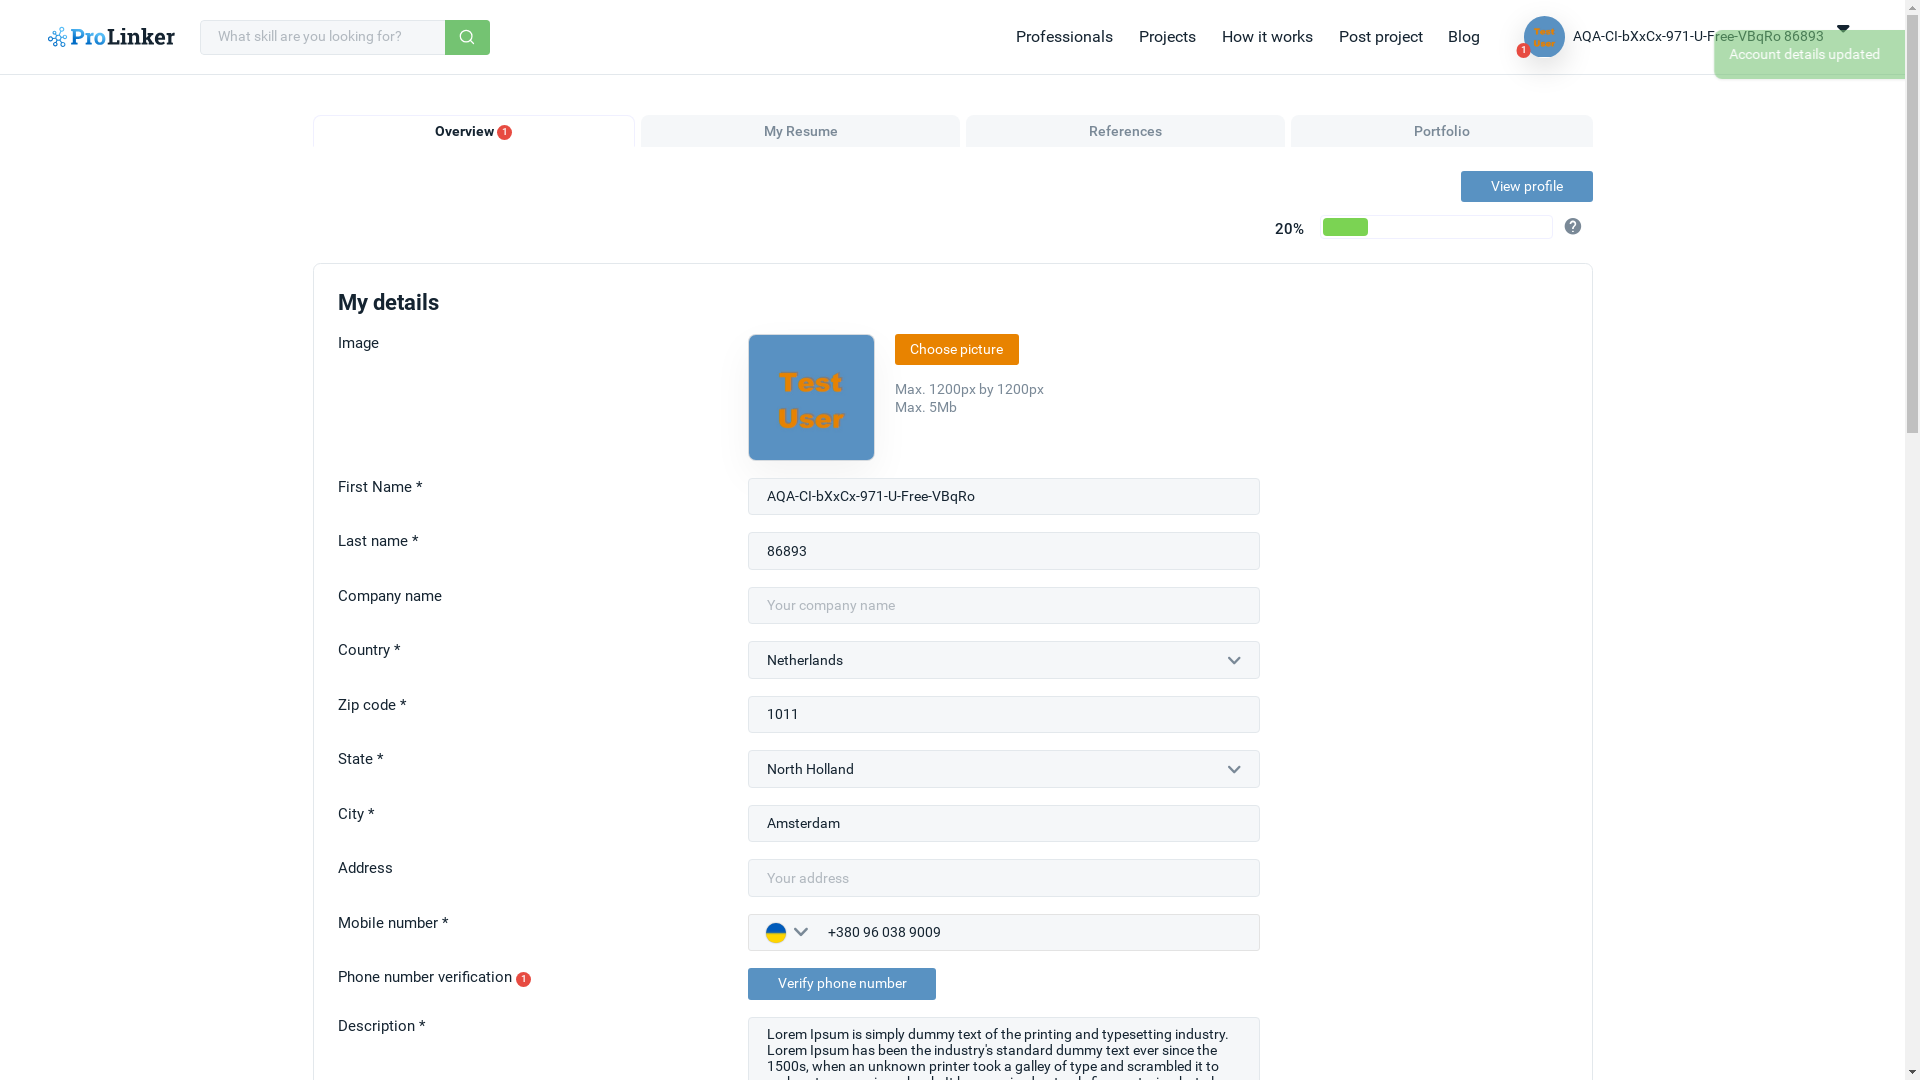 ProLinker
What skill are you looking for?
Professionals
Projects
How it works
Post project
Blog
Test
User
1
AQA-CI-bXxCx-971-U-Free-VBqRo 86893
Account details updated
Overview 1
My Resume
References
Portfolio
View profile
20%
?
My details
Image
Test
User
Choose picture
Max. 1200px by 1200px
Max. 5Mb
First Name *
AQA-CI-bXxCx-971-U-Free-VBqRo
Last name *
86893
Company name
Your company name
Country *
Netherlands
Zip code *
1011
State *
North Holland
City *
Amsterdam
Address
Your address
Mobile number *
+380 96 038 9009
Phone number verification 1
Verify phone number
Description *
Lorem Ipsum is simply dummy text of the printing and typesetting industry.
Lorem Ipsum has been the industry's standard dummy text ever since the
1500s, when an unknown printer took a galley of type and scrambled it to